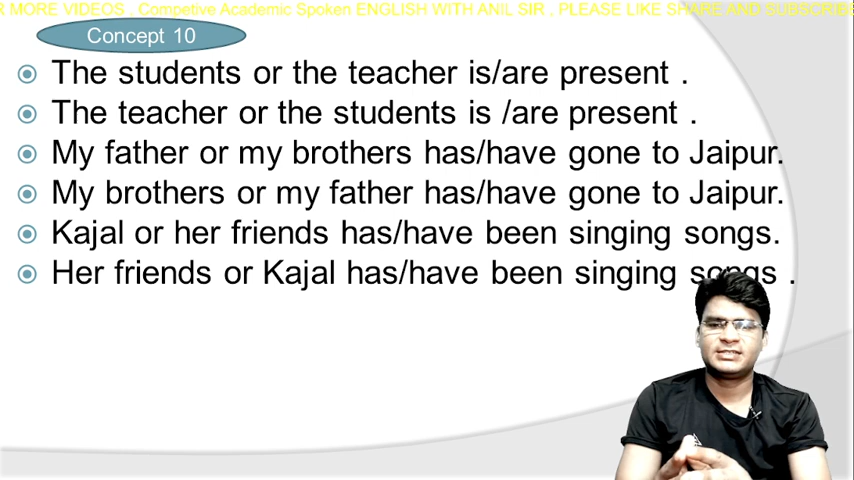 R MORE VIDEOS , Competive Academic Spoken ENGLISH WITH ANIL SIR , PLEASE LIKE SHARE AND SUBSCRIBE
Concept 10
The students or the teacher is/are present .
The teacher or the students is /are present .
My father or my brothers has/have gone to Jaipur.
My brothers or my father has/have gone to Jaipur.
Kajal or her friends has/have been singing songs.
Her friends or Kajal has/have been singing songs .